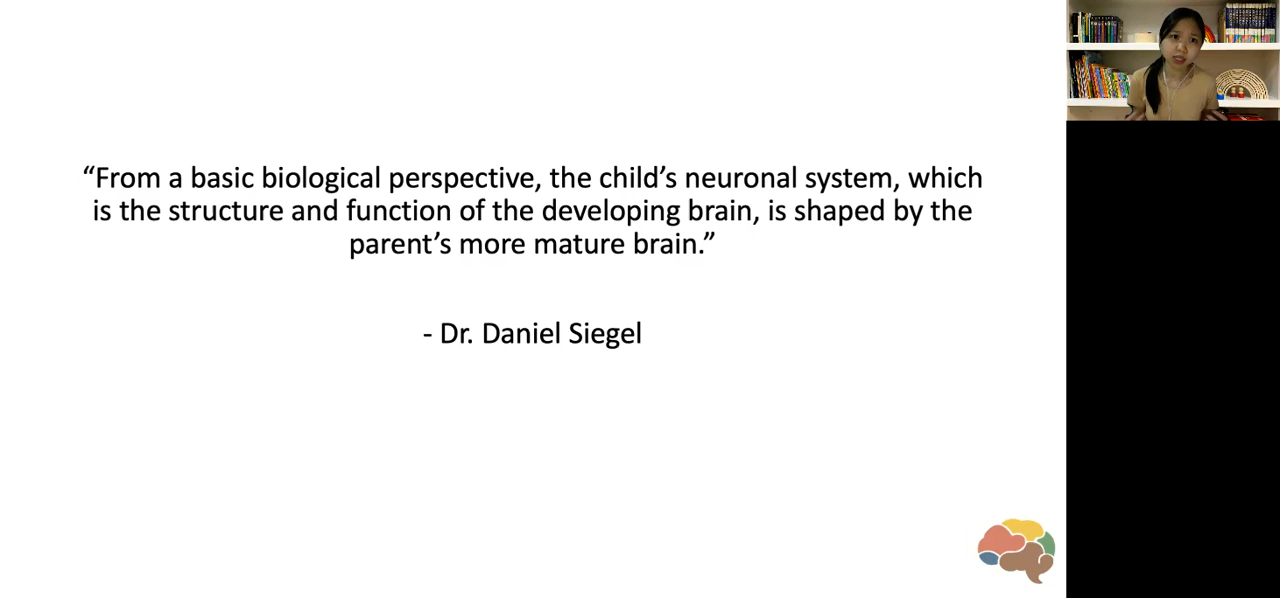 “From a basic biological perspective, the child’s neuronal system, which
is the structure and function of the developing brain, is shaped by the
parent’s more mature brain.”
- Dr. Daniel Siegel